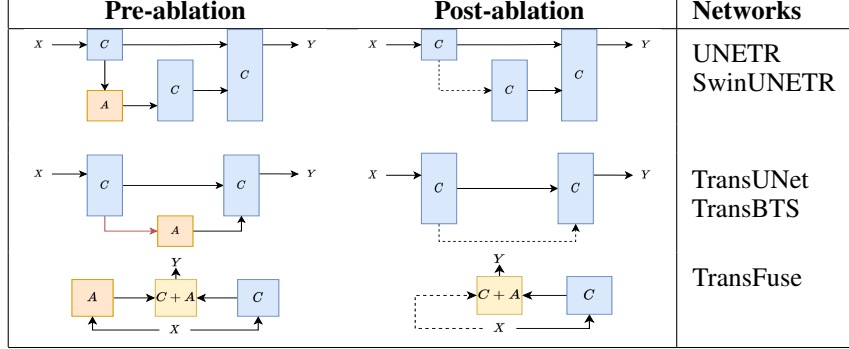 Pre-ablation Post-ablation Networks
X C Y X C Y UNETR
C C SwinUNETR
A C C
X Y X Y
C C C C TransUNet
A TransBTS
Y Y TransFuse
A C + A C C + A C
X X